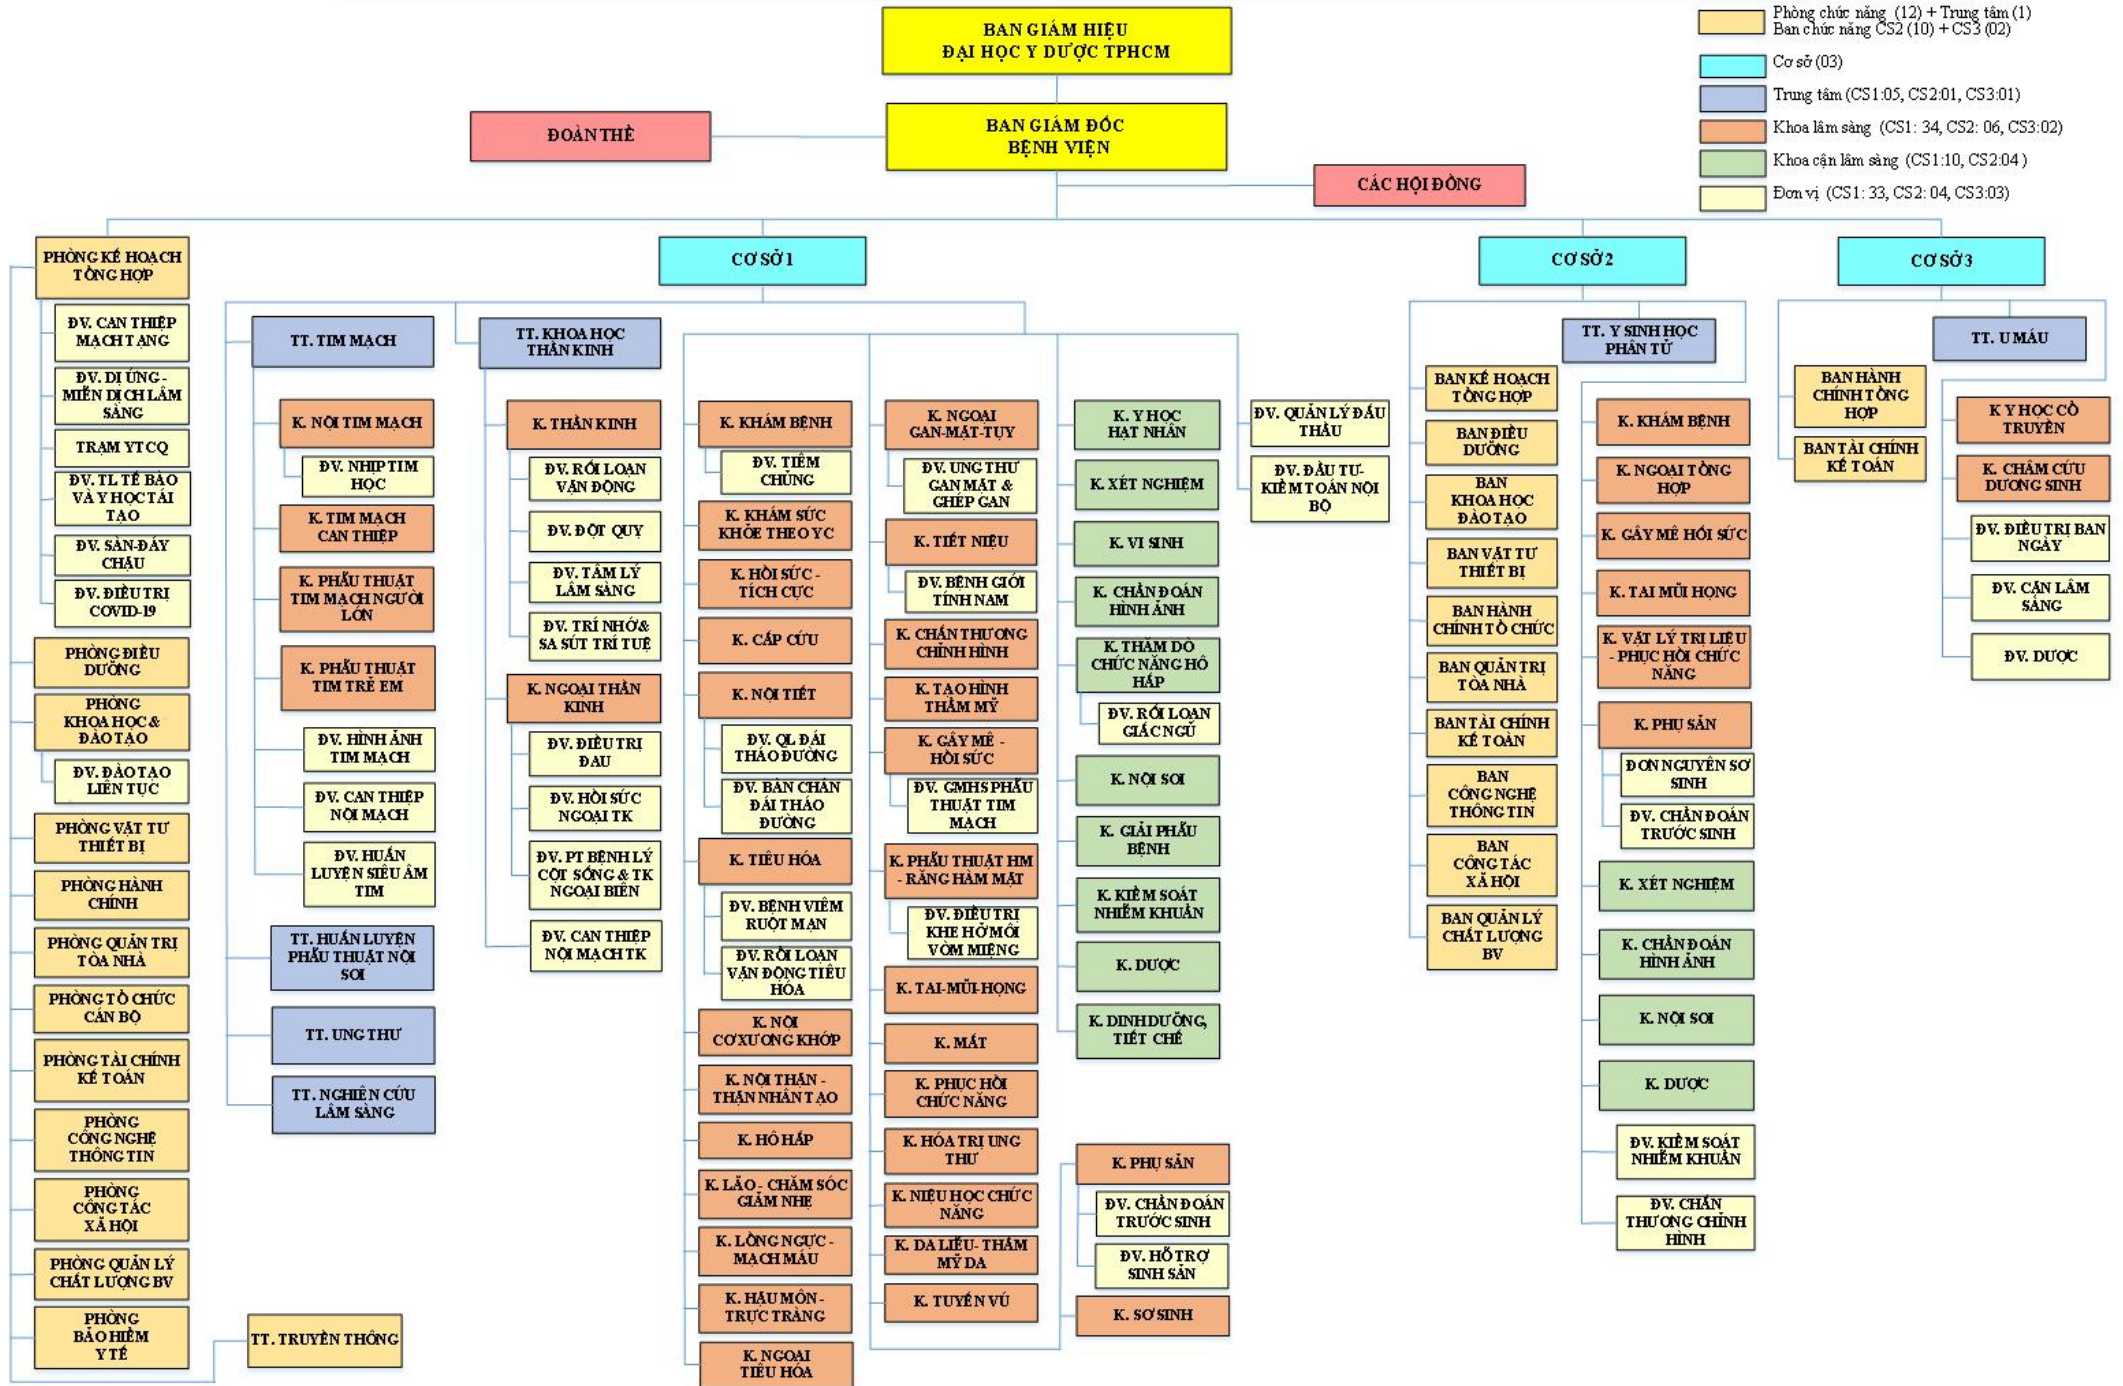 BAN GIÁM HIỆU
ĐẠI HỌC Y DƯỢC TPHCM
BAN GIÁM ĐỐC
BỆNH VIỆN
ĐOÀN THỂ
CÁC HỘI ĐỒNG
Phòng chức năng (12) + Trung tâm (1)
Ban chức năng CS2 (10) + CS3 (02)
Cơ sở (03)
Trung tâm (CS1:05, CS2:01, CS3:01)
Khoa lâm sàng (CS1: 34, CS2: 06, CS3:02)
Khoa cận lâm sàng (CS1:10, CS2:04 )
Đơn vị (CS1: 33, CS2: 04, CS3:03)
PHÒNG KẾ HOẠCH
TỔNG HỢP
ĐV. CAN THIỆP
MẠCH TẠNG
ĐV. DỊ ỨNG -
MIỄN DỊCH LÂM
SÀNG
TRẠM YTCQ
ĐV. TL TẾ BÀO
VÀ Y HỌC TÁI
TẠO
ĐV. SÀN-ĐÁY
CHẬU
ĐV. ĐIỀU TRỊ
COVID-19
PHÒNG ĐIỀU
DƯỠNG
PHÒNG
KHOA HỌC &
ĐÀO TẠO
ĐV. ĐÀO TẠO
LIÊN TỤC
PHÒNG VẬT TƯ
THIẾT BỊ
PHÒNG HÀNH
CHÍNH
PHÒNG QUẢN TRỊ
TÒA NHÀ
PHÒNG TỔ CHỨC
CÁN BỘ
PHÒNG TÀI CHÍNH
KẾ TOÁN
PHÒNG
CÔNG NGHỆ
THÔNG TIN
PHÒNG
CÔNG TÁC
XÃ HỘI
PHÒNG QUẢN LÝ
CHẤT LƯỢNG BV
PHÒNG
BẢO HIỂM
Y TẾ
TT. TRUYỀN THÔNG
CƠ SỞ 1
TT. TIM MẠCH
K. NỘI TIM MẠCH
ĐV. NHỊP TIM
HỌC
K. TIM MẠCH
CAN THIỆP
K. PHẪU THUẬT
TIM MẠCH NGƯỜI
LỚN
K. PHẪU THUẬT
TIM TRẺ EM
ĐV. HÌNH ẢNH
TIM MẠCH
ĐV. CAN THIỆP
NỘI MẠCH
ĐV. HUẤN
LUYỆN SIÊU ÂM
TIM
TT. HUẤN LUYỆN
PHẪU THUẬT NỘI
SOI
TT. UNG THƯ
TT. NGHIÊN CỨU
LÂM SÀNG
TT. KHOA HỌC
THẦN KINH
K. THẦN KINH
ĐV. RỐI LOẠN
VẬN ĐỘNG
ĐV. ĐỘT QUỴ
ĐV. TÂM LÝ
LÂM SÀNG
ĐV. TRÍ NHỚ &
SA SÚT TRÍ TUỆ
K. NGOẠI THẦN
KINH
ĐV. ĐIỀU TRỊ
ĐAU
ĐV. HỒI SỨC
NGOẠI TK
ĐV. PT BỆNH LÝ
CỘT SỐNG & TK
NGOẠI BIÊN
ĐV. CAN THIỆP
NỘI MẠCH TK
K. KHÁM BỆNH
ĐV. TIÊM
CHỦNG
K. KHÁM SỨC
KHỎE THEO YC
K. HỒI SỨC -
TÍCH CỰC
K. CẤP CỨU
K. NỘI TIẾT
ĐV. QL ĐÁI
THÁO ĐƯỜNG
ĐV. BÀN CHÂN
ĐÁI THÁO
ĐƯỜNG
K. TIÊU HÓA
ĐV. BỆNH VIÊM
RUỘT MẠN
ĐV. RỐI LOẠN
VẬN ĐỘNG TIÊU
HÓA
K. NỘI
CƠ XƯƠNG KHỚP
K. NỘI THẬN -
THẬN NHÂN TẠO
K. HÔ HẤP
K. LÃO - CHĂM SÓC
GIẢM NHẸ
K. LỒNG NGỰC -
MẠCH MÁU
K. HẬU MÔN -
TRỰC TRÀNG
K. NGOẠI
TIÊU HÓA
K. NGOẠI
GAN-MẬT-TỤY
ĐV. UNG THƯ
GAN MẬT &
GHÉP GAN
K. TIẾT NIỆU
ĐV. BỆNH GIỚI
TÍNH NAM
K. CHẤN THƯƠNG
CHỈNH HÌNH
K. TẠO HÌNH
THẨM MỸ
K. GÂY MÊ -
HỒI SỨC
ĐV. GMHS PHẪU
THUẬT TIM
MẠCH
K. PHẪU THUẬT HM
- RĂNG HÀM MẶT
ĐV. ĐIỀU TRỊ
KHE HỞ MÔI
VÒM MIỆNG
K. TAI-MŨI-HỌNG
K. MẮT
K. PHỤC HỒI
CHỨC NĂNG
K. HÓA TRỊ UNG
THƯ
K. NIỆU HỌC CHỨC
NĂNG
K. DA LIỄU- THẨM
MỸ DA
K. TUYẾN VÚ
K. Y HỌC
HẠT NHÂN
K. XÉT NGHIỆM
K. VI SINH
K. CHẨN ĐOÁN
HÌNH ẢNH
K. THĂM DÒ
CHỨC NĂNG HÔ
HẤP
ĐV. RỐI LOẠN
GIẤC NGỦ
K. NỘI SOI
K. GIẢI PHẪU
BỆNH
K. KIỂM SOÁT
NHIỄM KHUẨN
K. DƯỢC
K. DINH DƯỠNG,
TIẾT CHẾ
K. PHỤ SẢN
ĐV. CHẨN ĐOÁN
TRƯỚC SINH
ĐV. HỖ TRỢ
SINH SẢN
K. SƠ SINH
ĐV. QUẢN LÝ ĐẤU
THẦU
ĐV. ĐẦU TƯ-
KIỂM TOÁN NỘI
BỘ
CƠ SỞ 2
BAN KẾ HOẠCH
TỔNG HỢP
BAN ĐIỀU
DƯỠNG
BAN
KHOA HỌC
ĐÀO TẠO
BAN VẬT TƯ
THIẾT BỊ
BAN HÀNH
CHÍNH TỔ CHỨC
BAN QUẢN TRỊ
TÒA NHÀ
BAN TÀI CHÍNH
KẾ TOÀN
BAN
CÔNG NGHỆ
THÔNG TIN
BAN
CÔNG TÁC
XÃ HỘI
BAN QUẢN LÝ
CHẤT LƯỢNG
BV
TT. Y SINH HỌC
PHÂN TỬ
K. KHÁM BỆNH
K. NGOẠI TỔNG
HỢP
K. GÂY MÊ HỒI SỨC
K. TAI MŨI HỌNG
K. VẬT LÝ TRỊ LIỆU
- PHỤC HỒI CHỨC
NĂNG
K. PHỤ SẢN
ĐƠN NGUYÊN SƠ
SINH
ĐV. CHẨN ĐOÁN
TRƯỚC SINH
K. XÉT NGHIỆM
K. CHẨN ĐOÁN
HÌNH ẢNH
K. NỘI SOI
K. DƯỢC
ĐV. KIỂM SOÁT
NHIỄM KHUẨN
ĐV. CHẤN
THƯƠNG CHỈNH
HÌNH
CƠ SỞ 3
BAN HÀNH
CHÍNH TỔNG
HỢP
BAN TÀI CHÍNH
KẾ TOÁN
TT. U MÁU
K Y HỌC CỔ
TRUYỀN
K. CHÂM CỨU
DƯƠNG SINH
ĐV. ĐIỀU TRỊ BAN
NGÀY
ĐV. CẬN LÂM
SÀNG
ĐV. DƯỢC